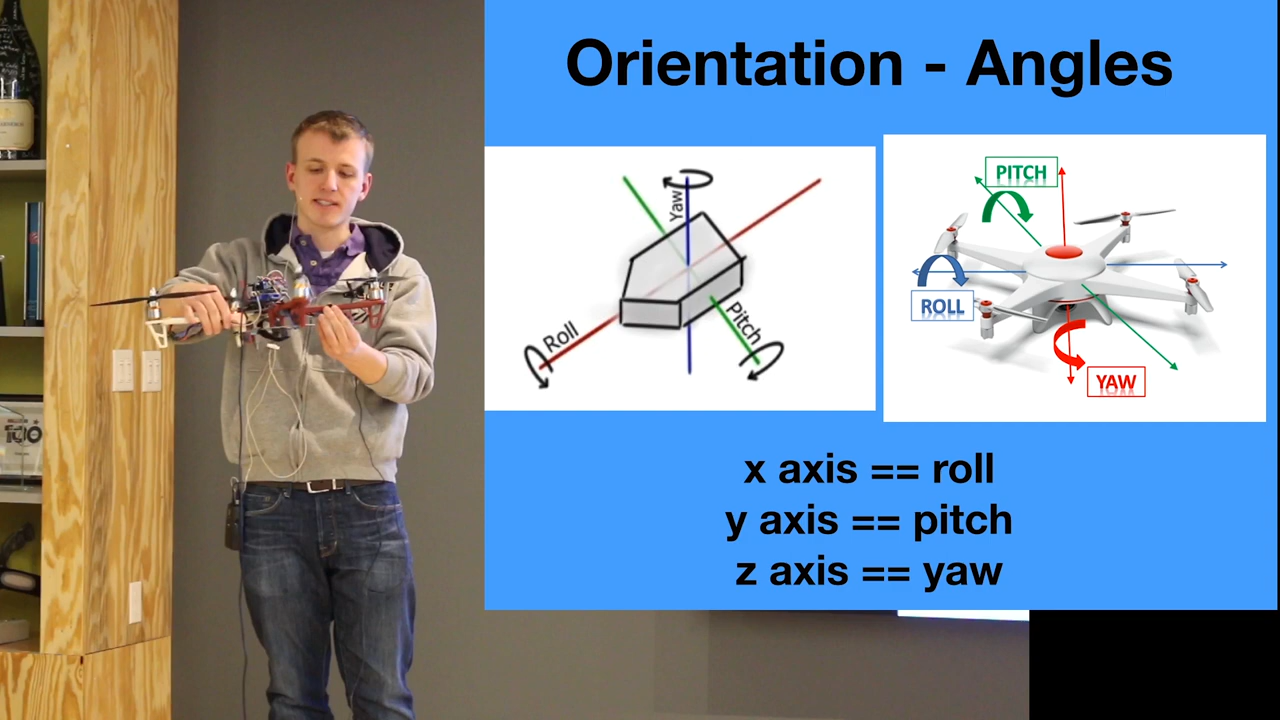 Orientation - Angles
Yaw
Roll
Pitch
PITCH
ROLL
YAW
x axis == roll
y axis == pitch
z axis == yaw